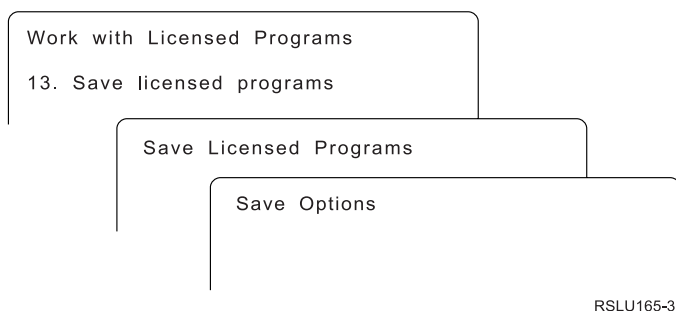 Work with Licensed Programs
13. Save licensed programs
Save Licensed Programs
Save Options
RSLU165-3